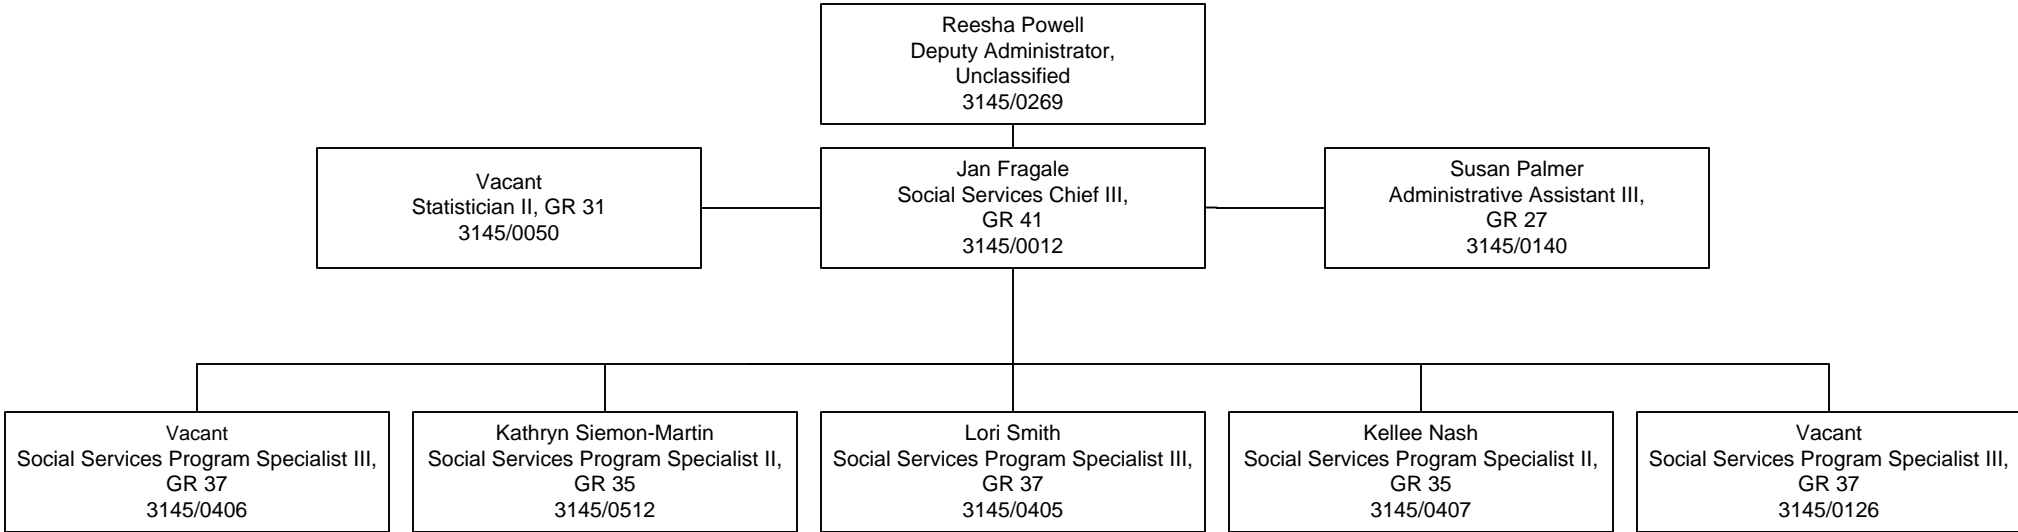 Reesha Powell
Deputy Administrator,
Unclassified
3145/0269
Vacant
Statistician II, GR 31
3145/0050
Jan Fragale
Social Services Chief III,
GR 41
3145/0012
Susan Palmer
Administrative Assistant III,
GR 27
3145/0140
Vacant
Social Services Program Specialist III,
GR 37
3145/0406
Kathryn Siemon-Martin
Social Services Program Specialist II,
GR 35
3145/0512
Lori Smith
Social Services Program Specialist III,
GR 37
3145/0405
Kellee Nash
Social Services Program Specialist II,
GR 35
3145/0407
Vacant
Social Services Program Specialist III,
GR 37
3145/0126